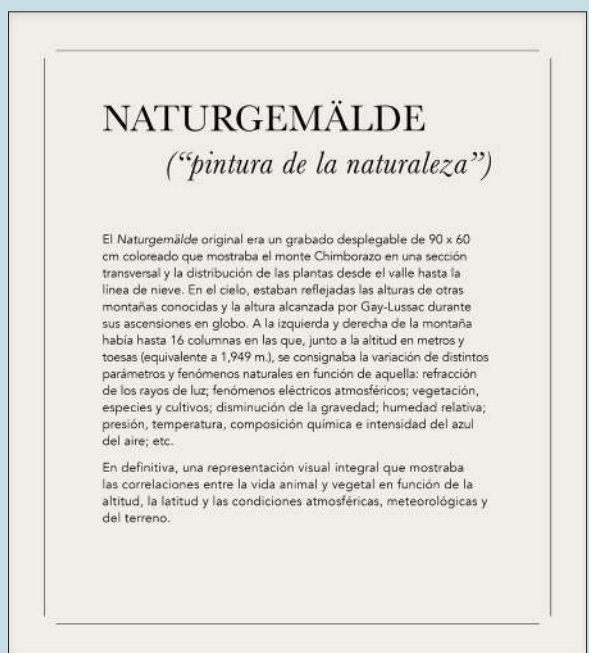 NATURGEMÄLDE
(“pintura de la naturaleza”)
El Naturgemälde original era un grabado desplegable de 90 x 60
cm coloreado que mostraba el monte Chimborazo en una sección
transversal y la distribución de las plantas desde el valle hasta la
línea de nieve. En el cielo, estaban reflejadas las alturas de otras
montañas conocidas y la altura alcanzada por Gay-Lussac durante
sus ascensiones en globo. A la izquierda y derecha de la montaña
había hasta 16 columnas en las que, junto a la altitud en metros y
toesas (equivalente a 1,949 m.), se consignaba la variación de distintos
parámetros y fenómenos naturales en función de aquella: refracción
de los rayos de luz; fenómenos eléctricos atmosféricos; vegetación,
especies y cultivos; disminución de la gravedad; humedad relativa;
presión, temperatura, composición química e intensidad del azul
del aire; etc.
En definitiva, una representación visual integral que mostraba
las correlaciones entre la vida animal y vegetal en función de la
altitud, la latitud y las condiciones atmosféricas, meteorológicas y
del terreno.